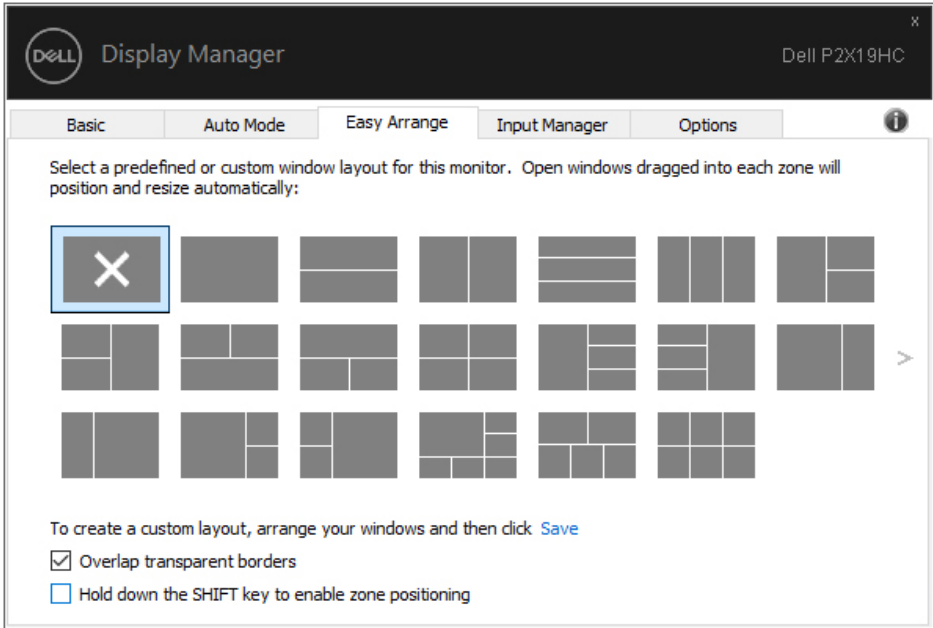 X
DELL
Display Manager
Dell P2X19HC
Basic
Auto Mode
Easy Arrange
Input Manager
Options
Select a predefined or custom window layout for this monitor.  Open windows dragged into each zone will
position and resize automatically:
To create a custom layout, arrange your windows and then click Save
Overlap transparent borders
Hold down the SHIFT key to enable zone positioning